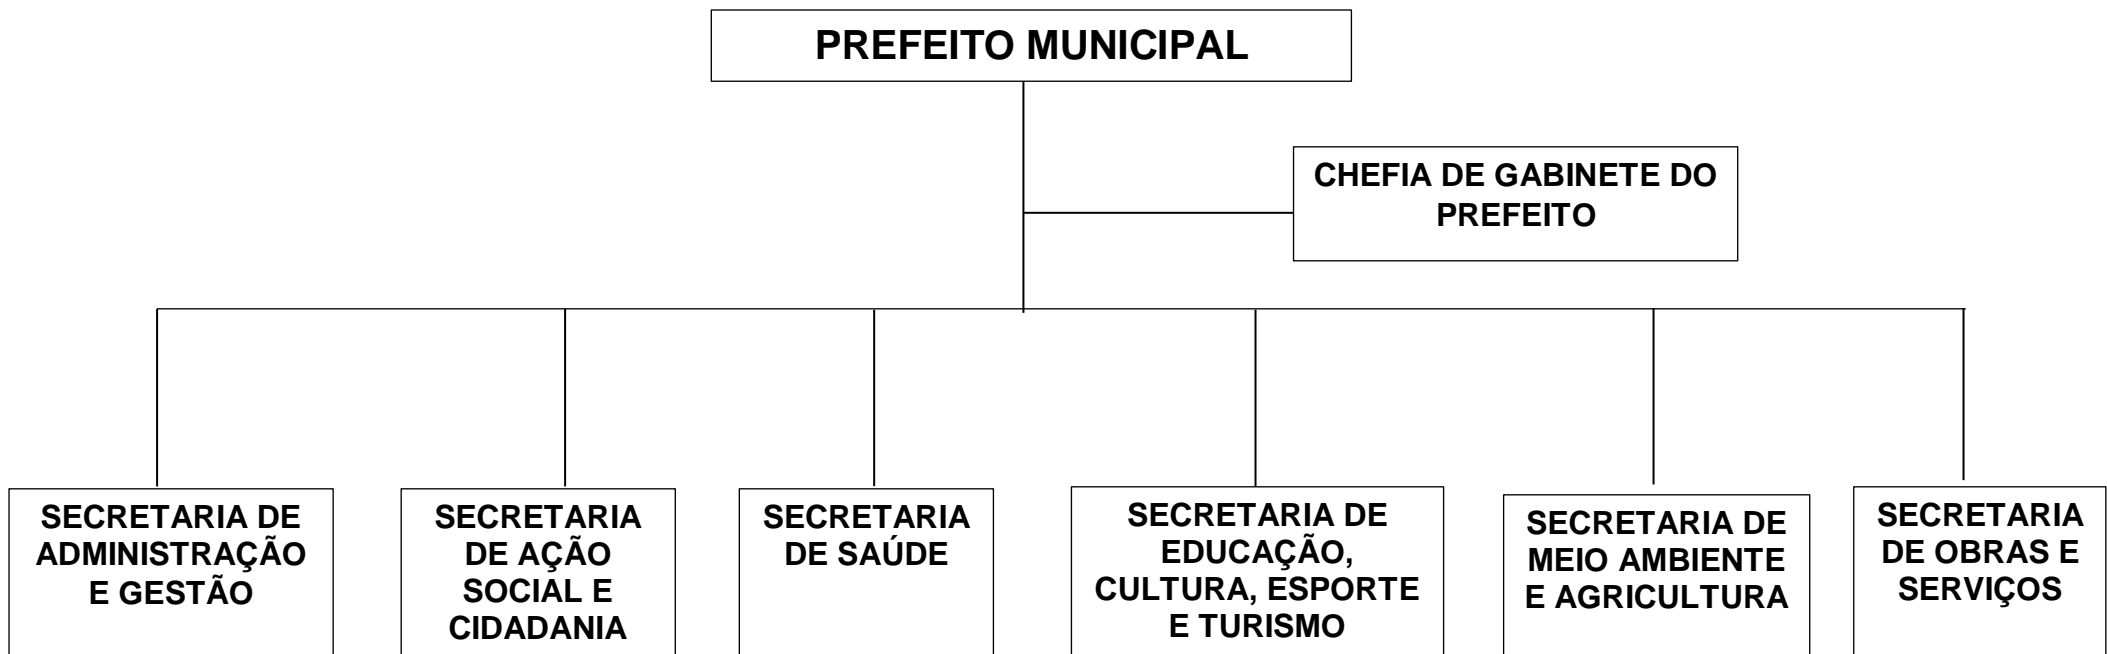 PREFEITO MUNICIPAL
CHEFIA DE GABINETE DO
PREFEITO
SECRETARIA DE
ADMINISTRAÇÃO
E GESTÃO
SECRETARIA
DE AÇÃO
SOCIAL E
CIDADANIA
SECRETARIA
DE SAÚDE
SECRETARIA DE
EDUCAÇÃO,
CULTURA, ESPORTE
E TURISMO
SECRETARIA DE
MEIO AMBIENTE
E AGRICULTURA
SECRETARIA
DE OBRAS E
SERVIÇOS